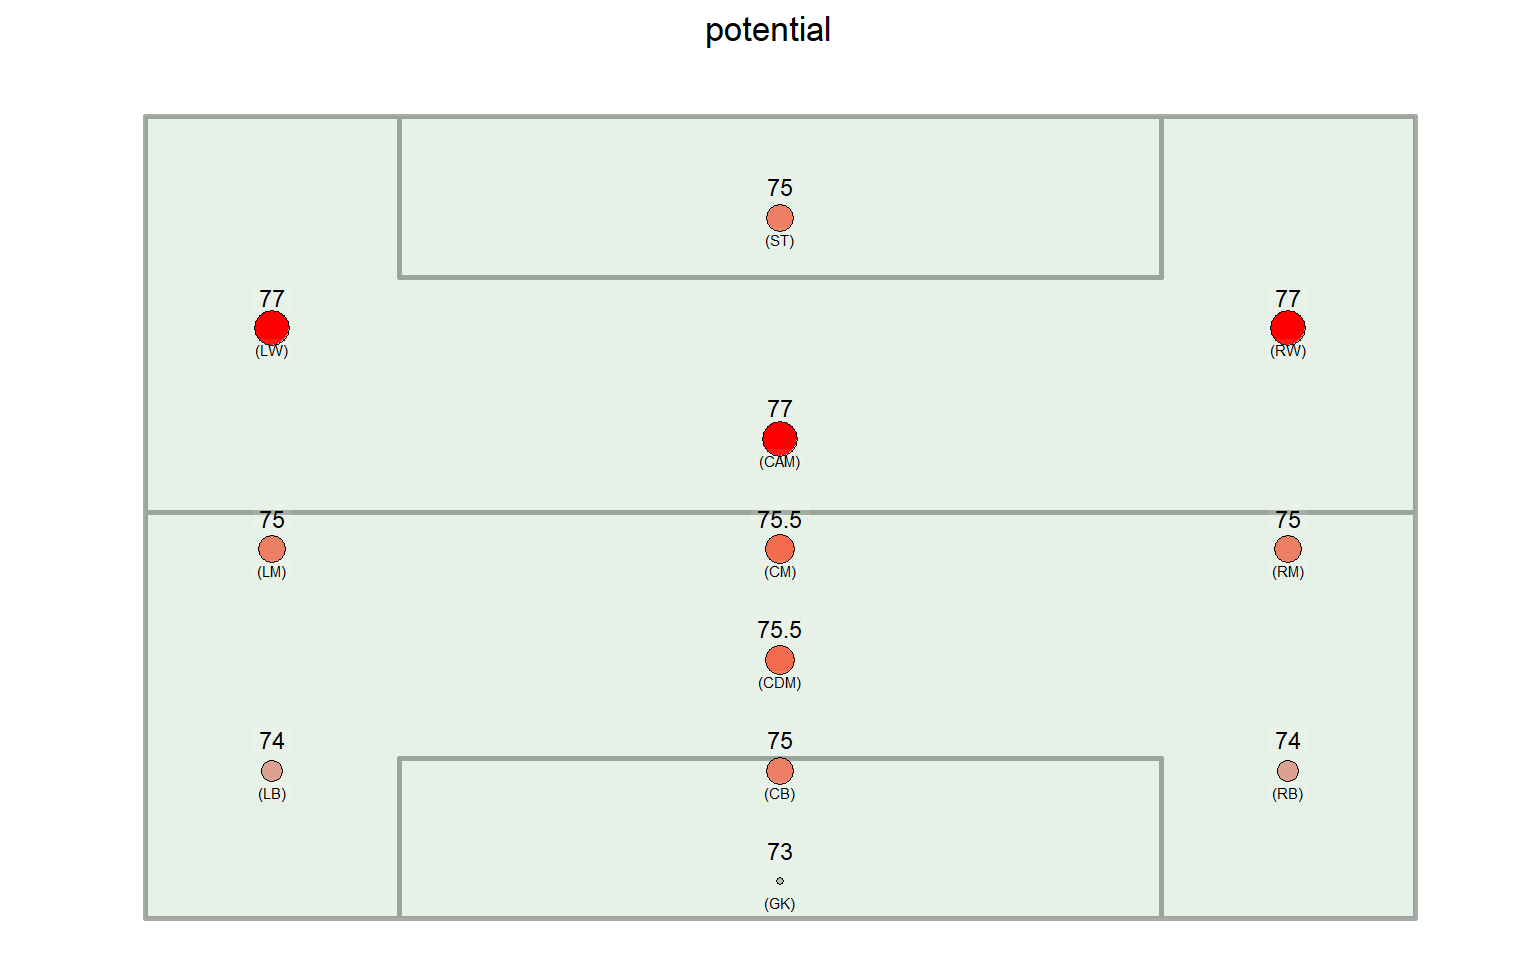 potential
75
(ST)
77
77
(LW)
(RW)
77
(CAM)
75
75.5
75
(LM)
(CM)
(RM)
75.5
(CDM)
74
75
74
(LB)
(CB)
(RB)
73
(GK)